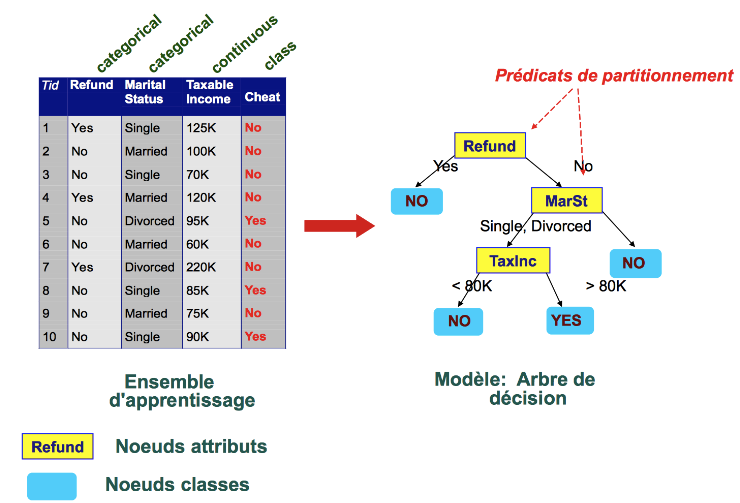 categorical
categorical
continuous
class
Tid Refund Marital Status Taxable Income Cheat
1 Yes Single 125K No
2 No Married 100K No
3 No Single 70K No
4 Yes Married 120K No
5 No Divorced 95K Yes
6 No Married 60K No
7 Yes Divorced 220K No
8 No Single 85K Yes
9 No Married 75K No
10 No Single 90K Yes
Ensemble
d'apprentissage
Prédicats de partitionnement
Refund
Yes No
NO MarSt
Single, Divorced
TaxInc NO
< 80K > 80K
NO YES
Modèle: Arbre de
décision
Refund Noeuds attributs
Noeuds classes